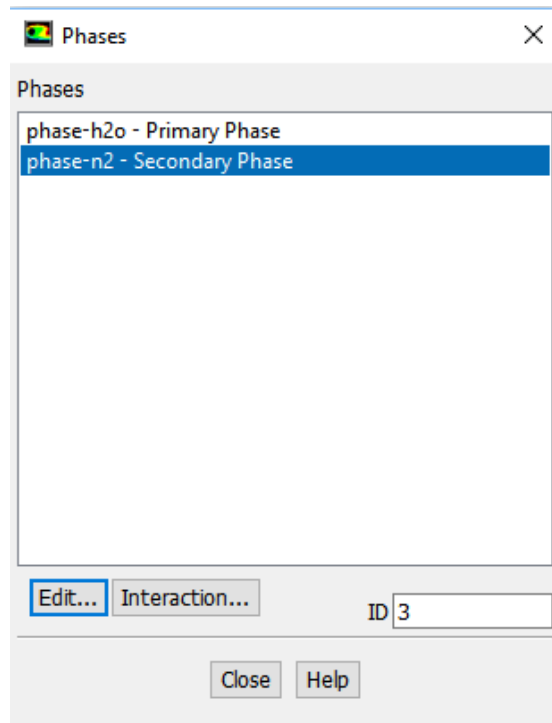 Phases
Phases
phase-h2o - Primary Phase
phase-n2 - Secondary Phase
Edit... Interaction... ID 3
Close Help